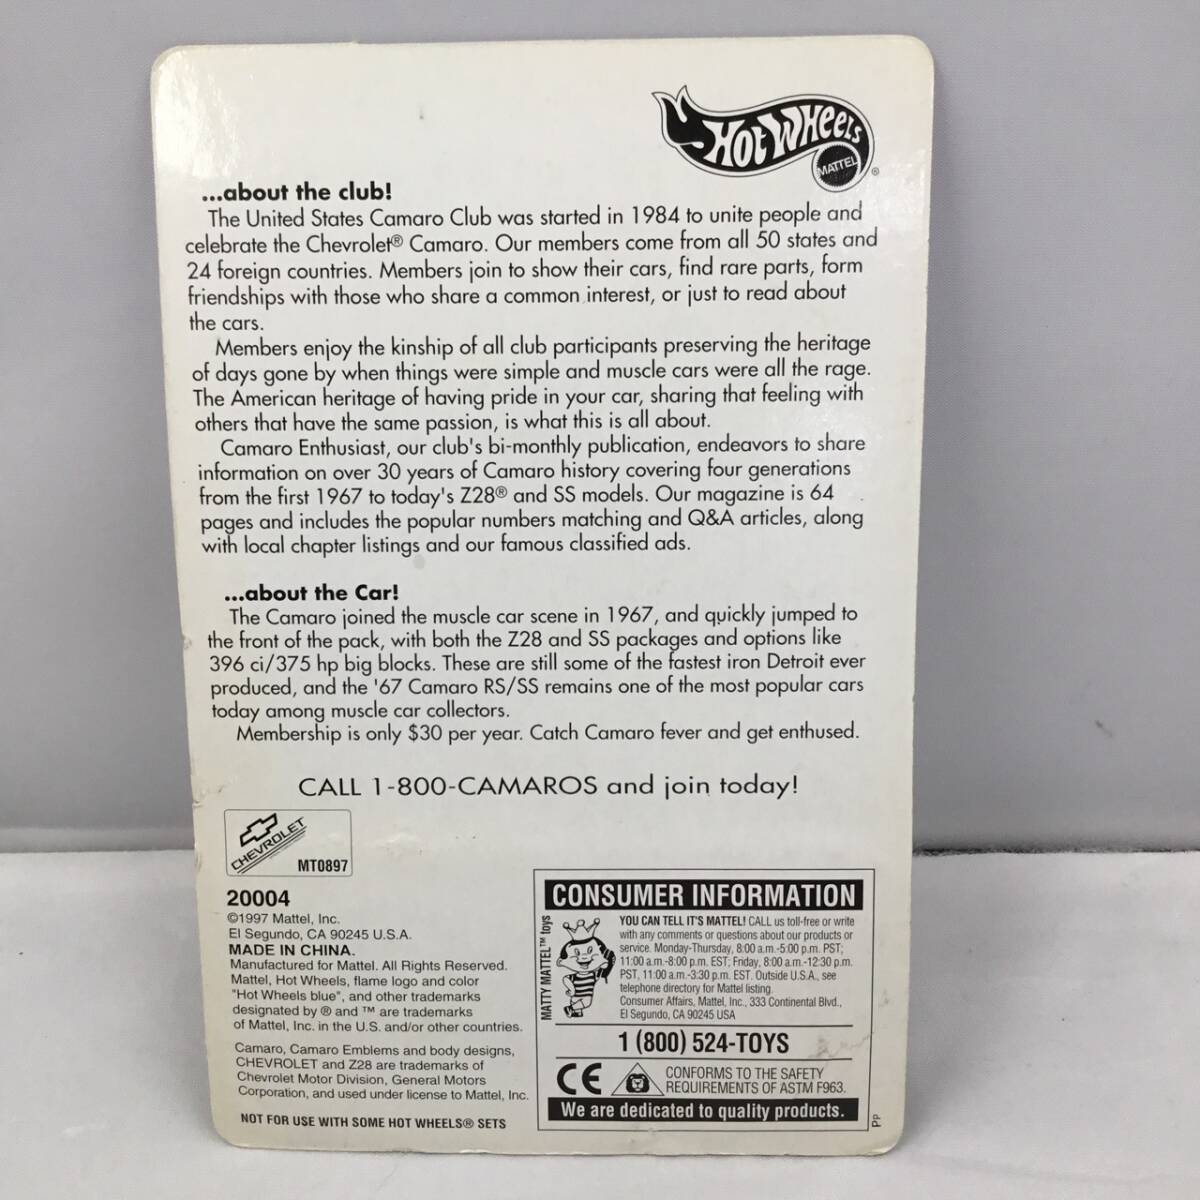 HOT WHEELS
MATTEL
®
...about the club!
The United States Camaro Club was started in 1984 to unite people and
celebrate the Chevrolet® Camaro. Our members come from all 50 states and
24 foreign countries. Members join to show their cars, find rare parts, form
friendships with those who share a common interest, or just to read about
the cars.
Members enjoy the kinship of all club participants preserving the heritage
of days gone by when things were simple and muscle cars were all the rage.
The American heritage of having pride in your car, sharing that feeling with
others that have the same passion, is what this is all about.
Camaro Enthusiast, our club's bi-monthly publication, endeavors to share
information on over 30 years of Camaro history covering four generations
from the first 1967 to today's Z28® and SS models. Our magazine is 64
pages and includes the popular numbers matching and Q&A articles, along
with local chapter listings and our famous classified ads.
...about the Car!
The Camaro joined the muscle car scene in 1967, and quickly jumped to
the front of the pack, with both the Z28 and SS packages and options like
396 ci/375 hp big blocks. These are still some of the fastest iron Detroit ever
produced, and the '67 Camaro RS/SS remains one of the most popular cars
today among muscle car collectors.
Membership is only $30 per year. Catch Camaro fever and get enthused.
CALL 1-800-CAMAROS and join today!
CHEVROLET
MT0897
20004
©1997 Mattel, Inc.
El Segundo, CA 90245 U.S.A.
MADE IN CHINA.
Manufactured for Mattel. All Rights Reserved.
Mattel, Hot Wheels, flame logo and color
"Hot Wheels blue", and other trademarks
designated by ® and ™ are trademarks
of Mattel, Inc. in the U.S. and/or other countries.
Camaro, Camaro Emblems and body designs,
CHEVROLET and Z28 are trademarks of
Chevrolet Motor Division, General Motors
Corporation, and used under license to Mattel, Inc.
NOT FOR USE WITH SOME HOT WHEELS® SETS
CONSUMER INFORMATION
MATTY MATTEL™ toys
YOU CAN TELL IT'S MATTEL! CALL us toll-free or write
with any comments or questions about our products or
service. Monday-Thursday, 8:00 a.m.-5:00 p.m. PST;
11:00 a.m.-8:00 p.m. EST; Friday, 8:00 a.m.-12:30 p.m.
PST, 11:00 a.m.-3:30 p.m. EST. Outside U.S.A., see
telephone directory for Mattel listing.
Consumer Affairs, Mattel, Inc., 333 Continental Blvd.,
El Segundo, CA 90245 USA
1 (800) 524-TOYS
CE
CONFORMS TO THE SAFETY
REQUIREMENTS OF ASTM F963.
We are dedicated to quality products.
PP